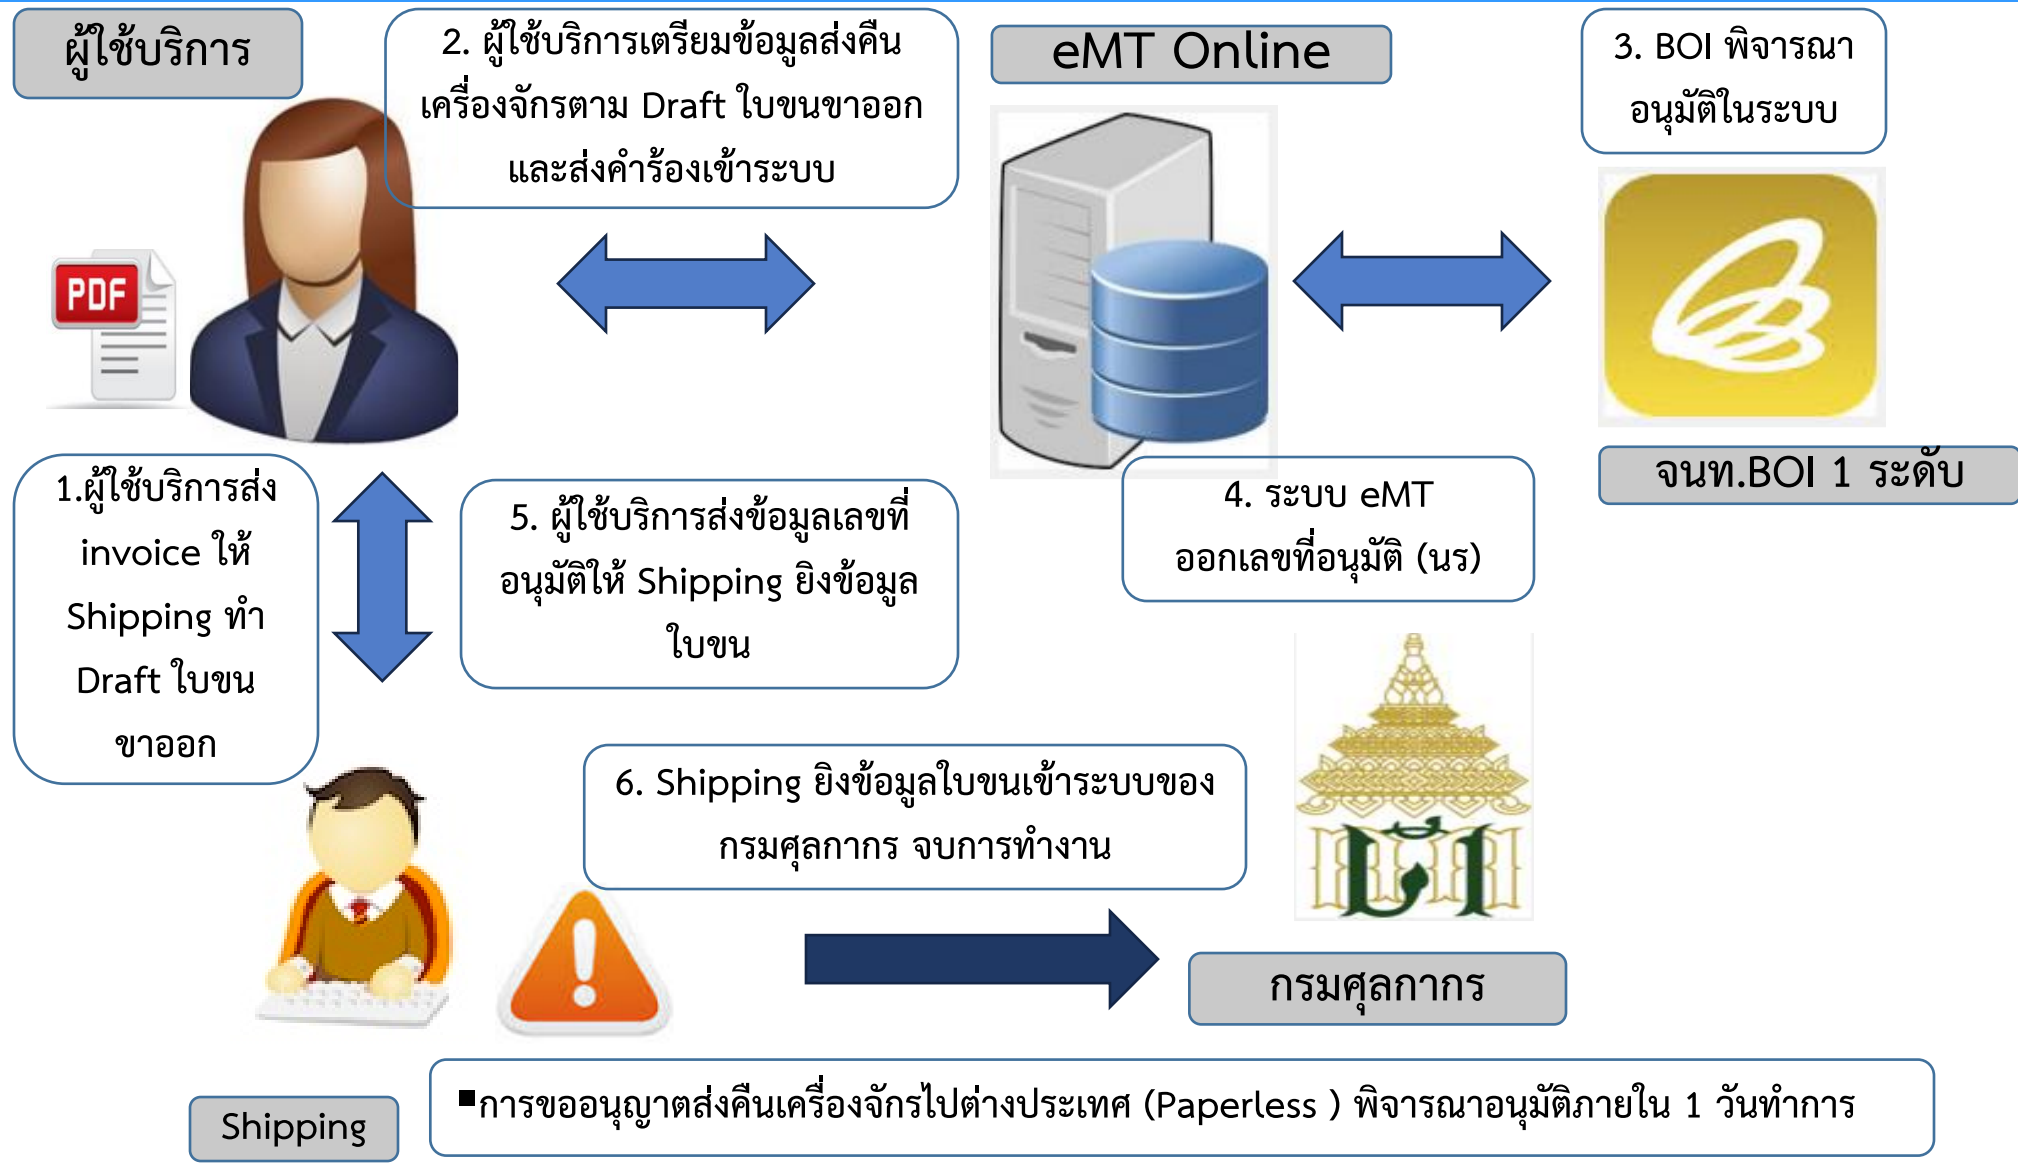 ผู้ใช้บริการ
2. ผู้ใช้บริการเตรียมข้อมูลส่งคืน
เครื่องจักรตาม Draft ใบขนขาออก
และส่งคำร้องเข้าระบบ
eMT Online
3. BOI พิจารณา
อนุมัติในระบบ
PDF
จนท.BOI 1 ระดับ
1.ผู้ใช้บริการส่ง
invoice ให้
Shipping ทำ
Draft ใบขน
ขาออก
5. ผู้ใช้บริการส่งข้อมูลเลขที่
อนุมัติให้ Shipping ยิงข้อมูล
ใบขน
4. ระบบ eMT
ออกเลขที่อนุมัติ (นร)
6. Shipping ยิงข้อมูลใบขนเข้าระบบของ
กรมศุลกากร จบการทำงาน
กรมศุลกากร
Shipping
▪การขออนุญาตส่งคืนเครื่องจักรไปต่างประเทศ (Paperless ) พิจารณาอนุมัติภายใน 1 วันทำการ